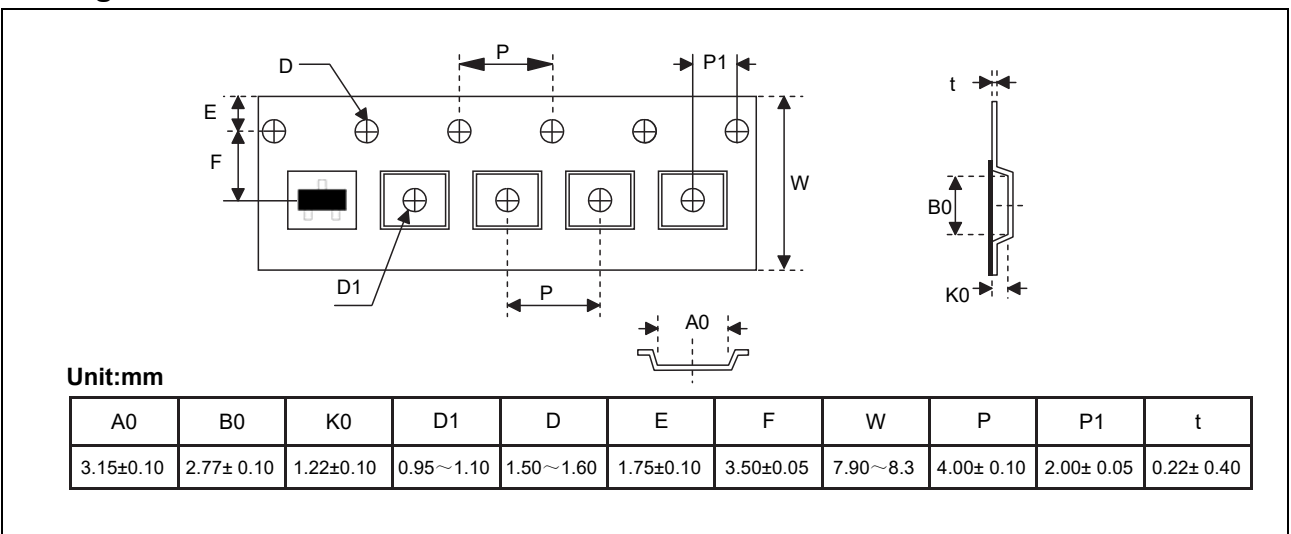 P
P1
D
t
E
F
W
B0
D1
P
K0
A0
Unit:mm
A0 B0 K0 D1 D E F W P P1 t
3.15±0.10 2.77± 0.10 1.22±0.10 0.95～1.10 1.50～1.60 1.75±0.10 3.50±0.05 7.90～8.3 4.00± 0.10 2.00± 0.05 0.22± 0.40